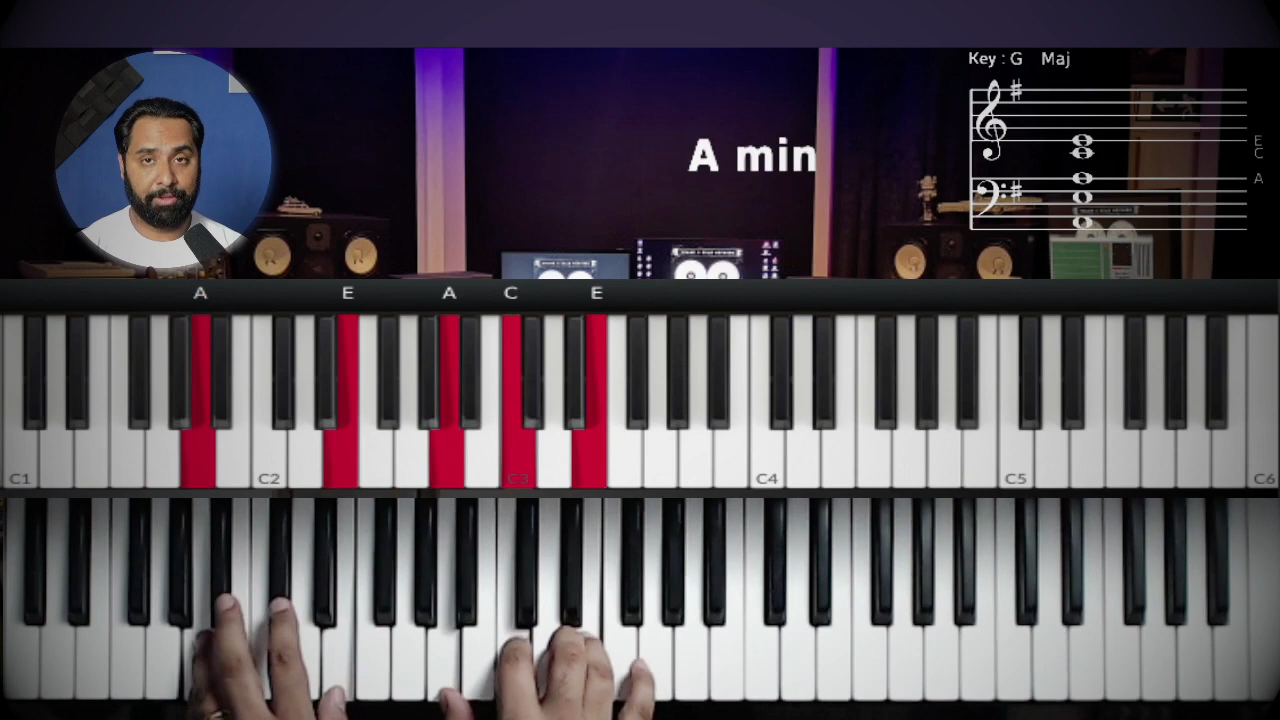 Key : G Maj
A min
E
C
A
A E A C E
C1 C2 C3 C4 C5 C6